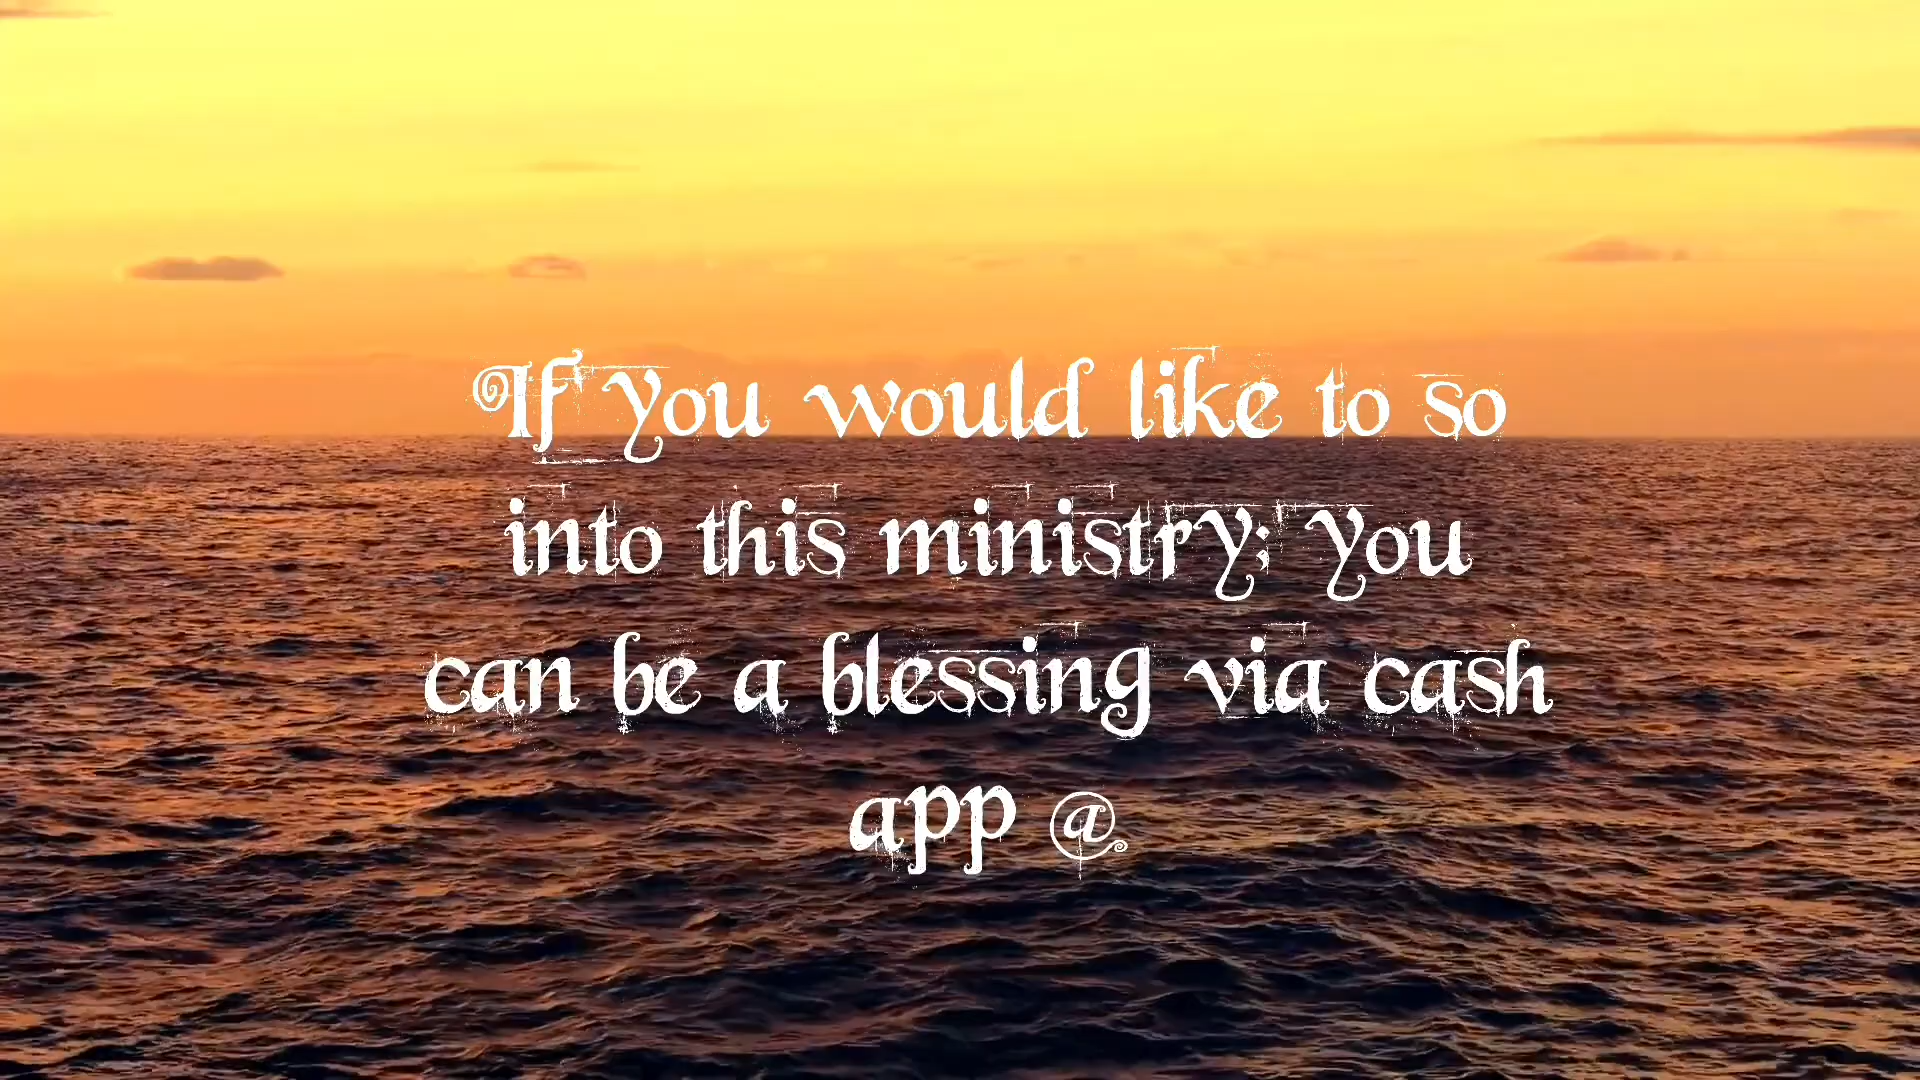 If you would like to so
into this ministry; you
can be a blessing via cash
app @